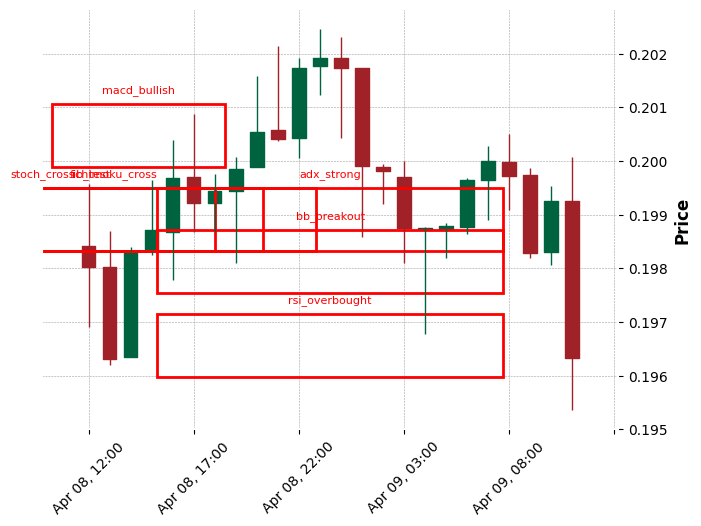 macd_bullish
stoch_cross
ichimoku_cross
adx_strong
bb_breakout
rsi_overbought
0.202
0.201
0.200
0.199
0.198
0.197
0.196
0.195
Price
Apr 08, 12:00
Apr 08, 17:00
Apr 08, 22:00
Apr 09, 03:00
Apr 09, 08:00